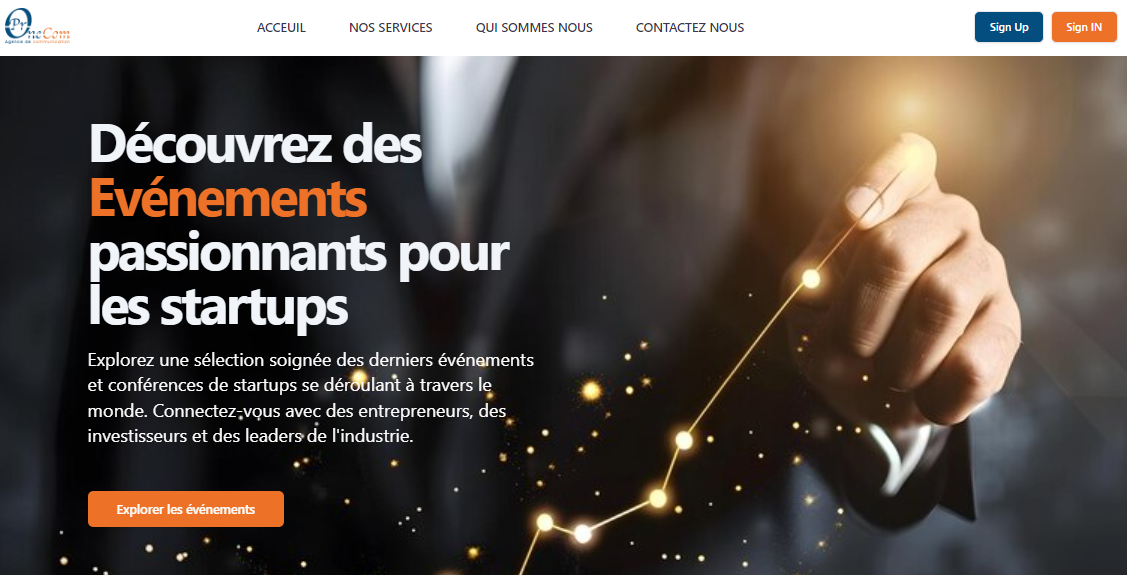 Pr
OneCom
Agence de communication
ACCEUIL
NOS SERVICES
QUI SOMMES NOUS
CONTACTEZ NOUS
Sign Up
Sign IN
Découvrez des
Evénements
passionnants pour
les startups
Explorez une sélection soignée des derniers événements
et conférences de startups se déroulant à travers le
monde. Connectez-vous avec des entrepreneurs, des
investisseurs et des leaders de l'industrie.
Explorer les événements